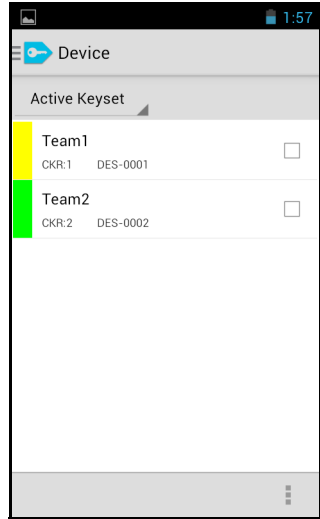 1:57
Device
Active Keyset
Team1
CKR:1 DES-0001
Team2
CKR:2 DES-0002